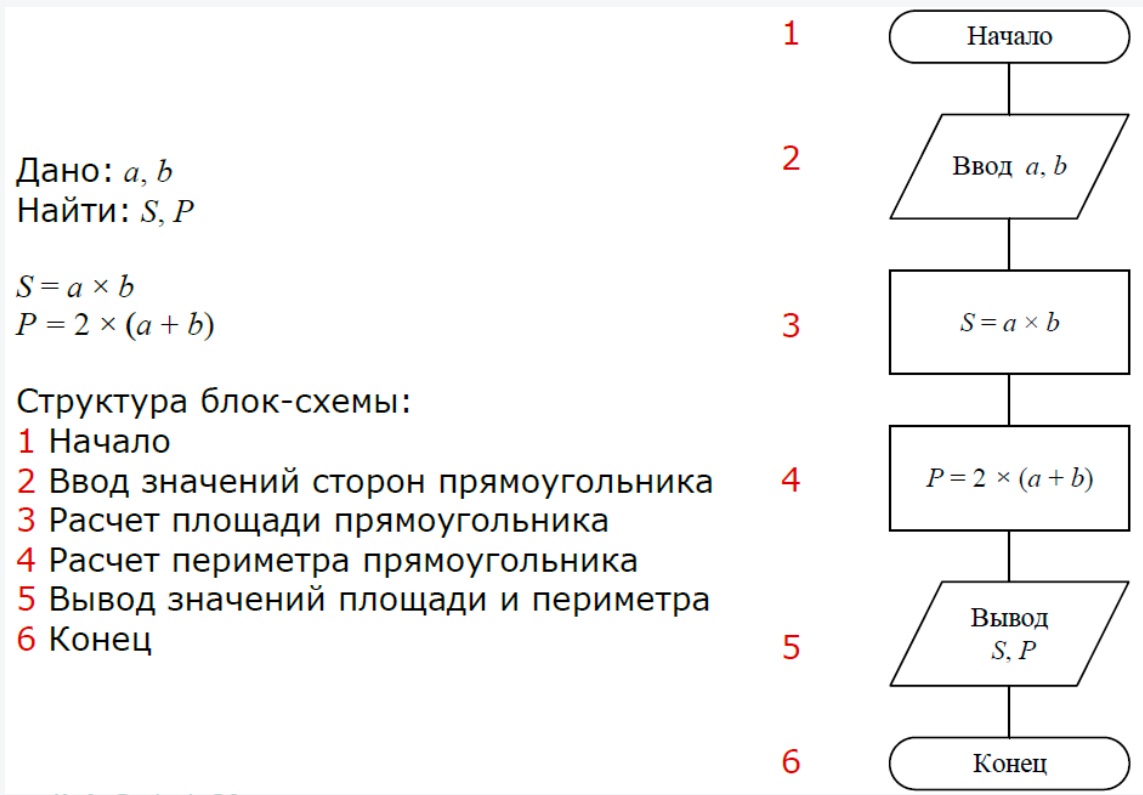 Дано: a, b
Найти: S, P
S = a × b
P = 2 × (a + b)
Структура блок-схемы:
1 Начало
2 Ввод значений сторон прямоугольника
3 Расчет площади прямоугольника
4 Расчет периметра прямоугольника
5 Вывод значений площади и периметра
6 Конец
1 Начало
2 Ввод a, b
3 S = a × b
4 P = 2 × (a + b)
Вывод
5 S, P
6 Конец